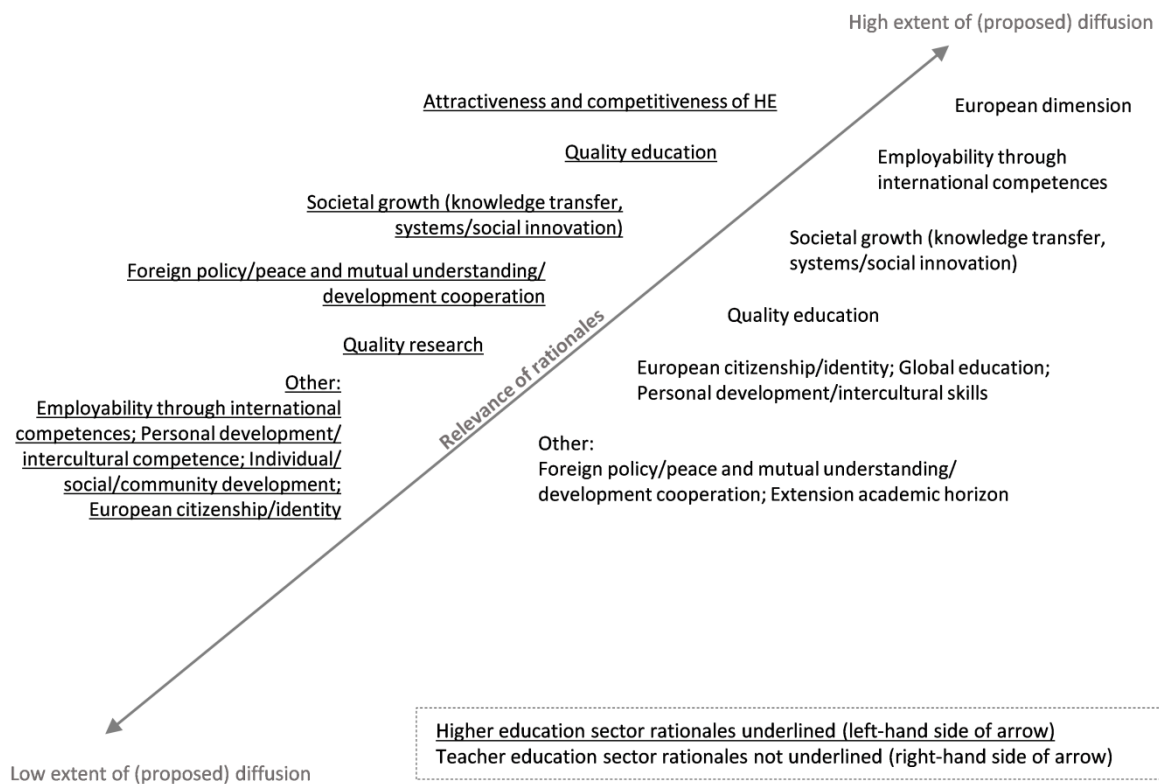 High extent of (proposed) diffusion
Attractiveness and competitiveness of HE
European dimension
Quality education
Employability through
international competences
Societal growth (knowledge transfer,
systems/social innovation)
Societal growth (knowledge transfer,
systems/social innovation)
Foreign policy/peace and mutual understanding/
development cooperation
Quality education
Quality research
Relevance of rationales
European citizenship/identity; Global education;
Personal development/intercultural skills
Other:
Employability through international
competences; Personal development/
intercultural competence; Individual/
social/community development;
European citizenship/identity
Other:
Foreign policy/peace and mutual understanding/
development cooperation; Extension academic horizon
Higher education sector rationales underlined (left-hand side of arrow)
Teacher education sector rationales not underlined (right-hand side of arrow)
Low extent of (proposed) diffusion